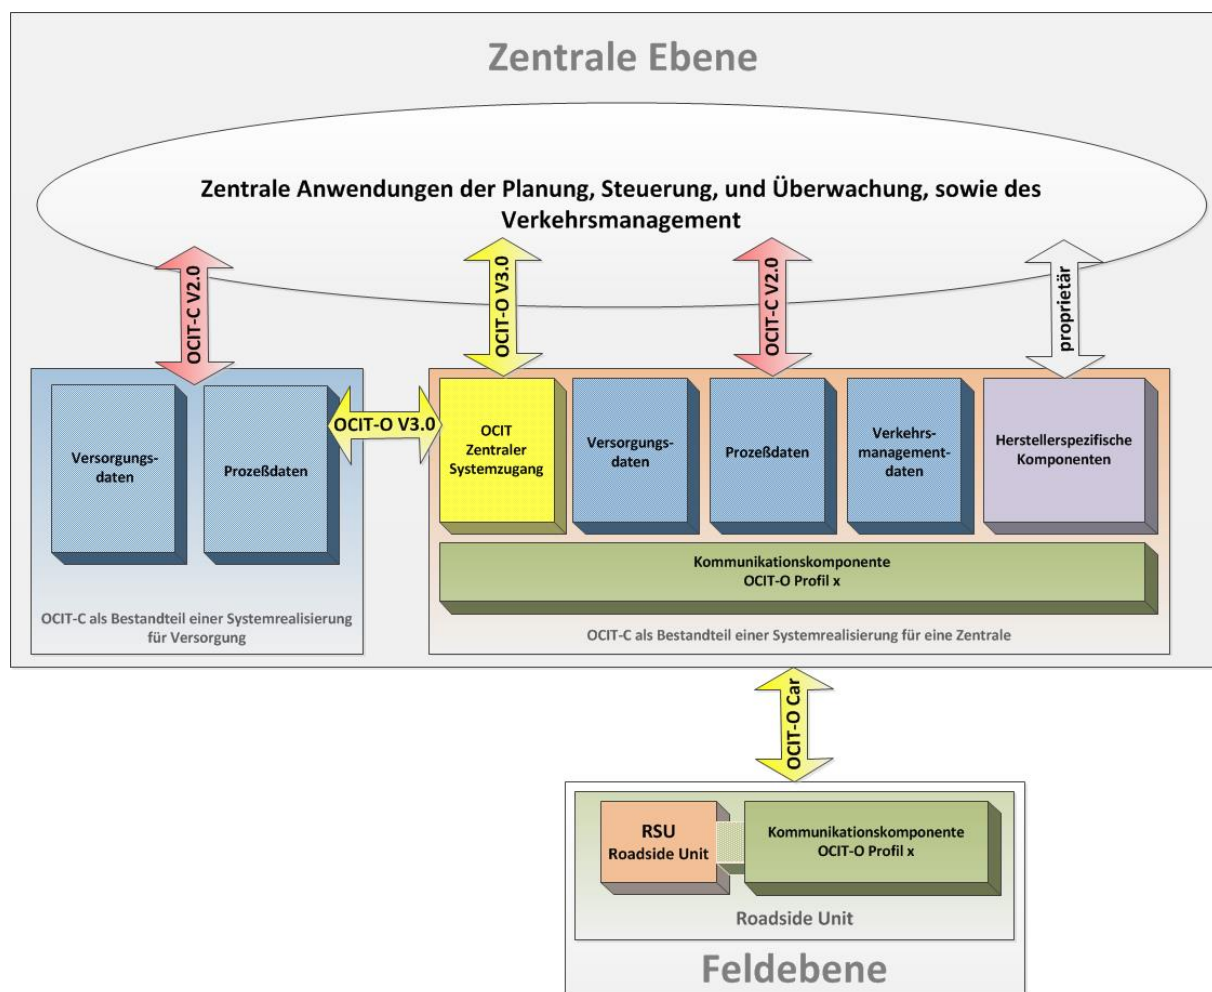 Zentrale Ebene
Zentrale Anwendungen der Planung, Steuerung, und Überwachung, sowie des
Verkehrsmanagement
OCIT-C V2.0
OCIT-O V3.0
OCIT-C V2.0
proprietär
Versorgungs-
daten
Prozeßdaten
OCIT-O V3.0
OCIT
Zentraler
Systemzugang
Versorgungs-
daten
Prozeßdaten
Verkehrs-
management-
daten
Herstellerspezifische
Komponenten
Kommunikationskomponente
OCIT-O Profil x
OCIT-C als Bestandteil einer Systemrealisierung
für Versorgung
OCIT-C als Bestandteil einer Systemrealisierung für eine Zentrale
OCIT-O Car
RSU
Roadside Unit
Kommunikationskomponente
OCIT-O Profil x
Roadside Unit
Feldebene